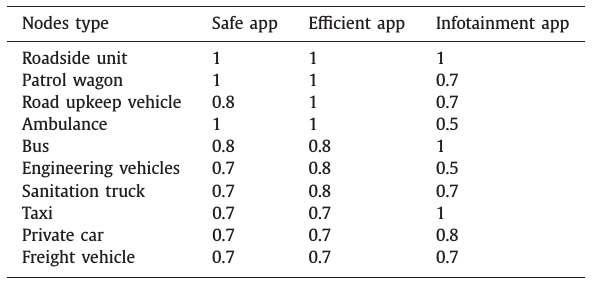 Nodes type Safe app Efficient app Infotainment app
Roadside unit 1 1 1
Patrol wagon 1 1 0.7
Road upkeep vehicle 0.8 1 0.7
Ambulance 1 1 0.5
Bus 0.8 0.8 1
Engineering vehicles 0.7 0.8 0.5
Sanitation truck 0.7 0.8 0.7
Taxi 0.7 0.7 1
Private car 0.7 0.7 0.8
Freight vehicle 0.7 0.7 0.7